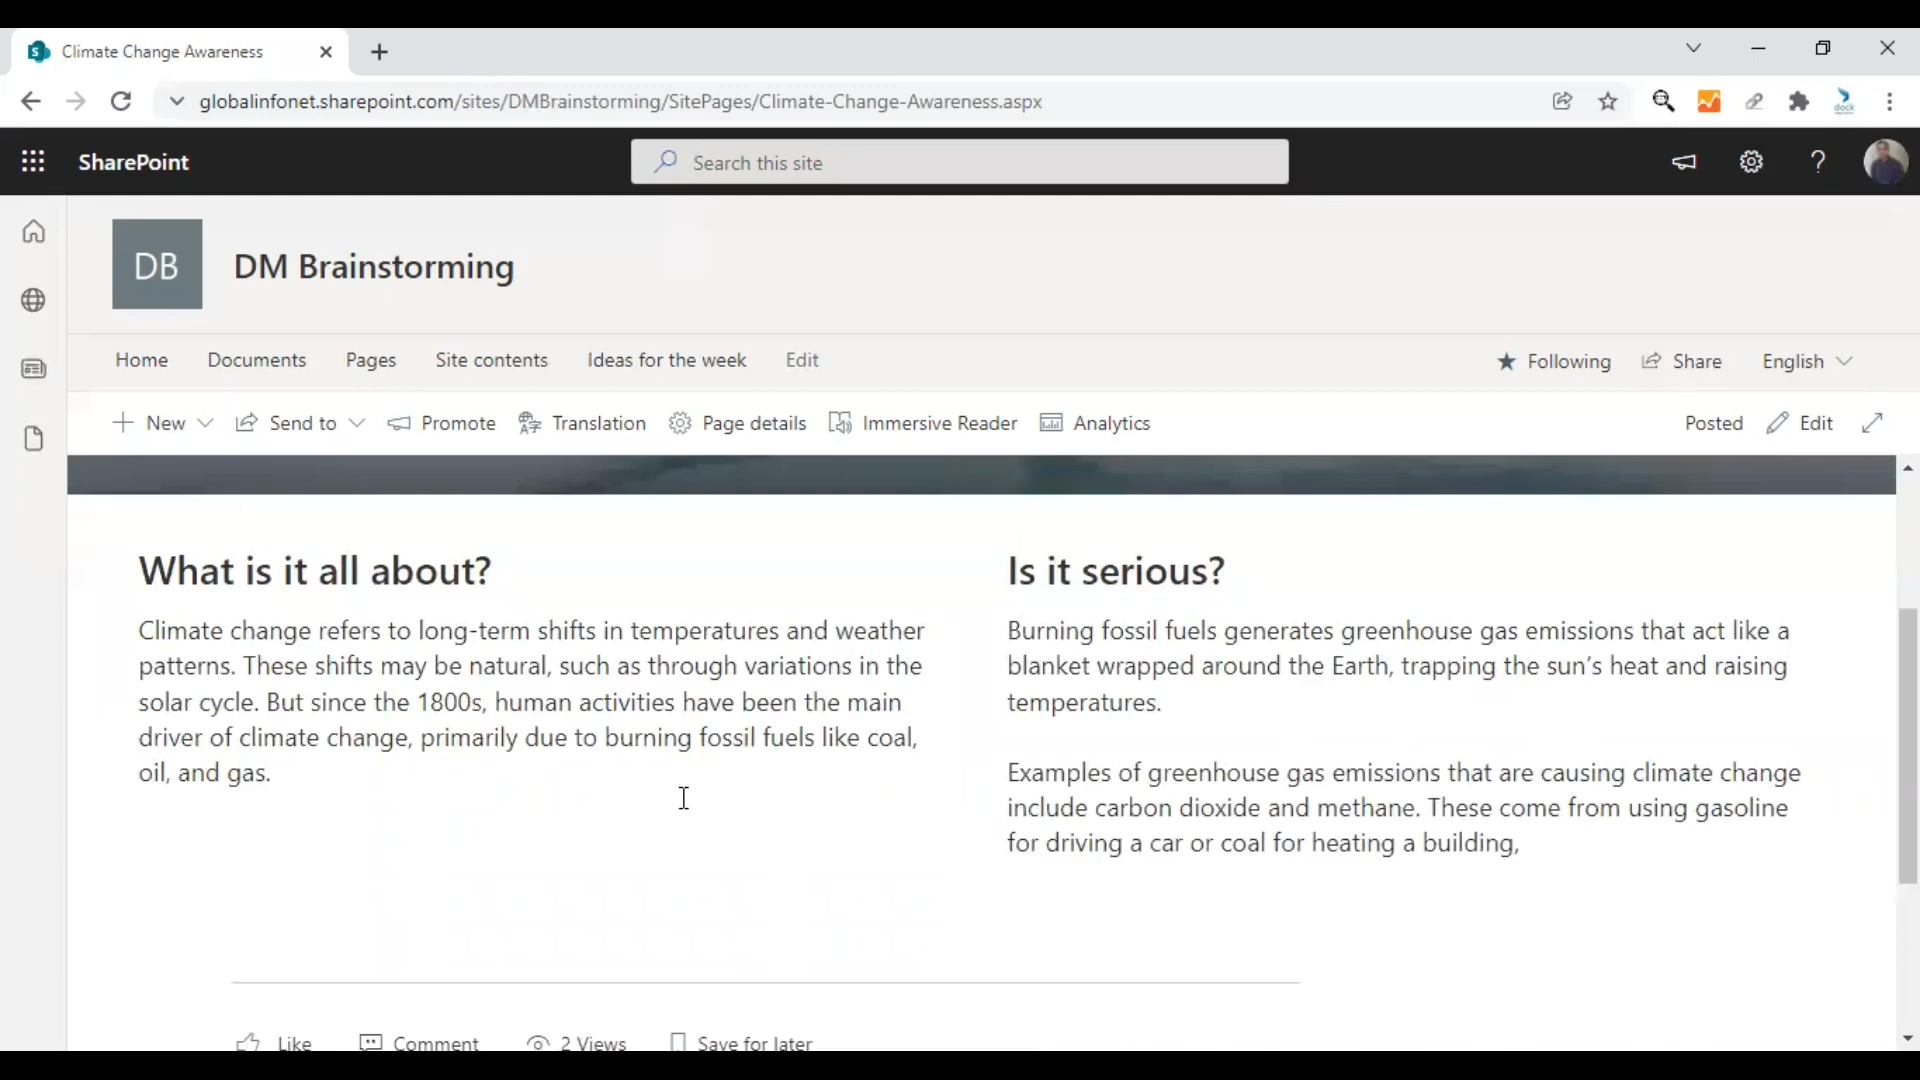 Climate Change Awareness
globalinfonet.sharepoint.com/sites/DMBrainstorming/SitePages/Climate-Change-Awareness.aspx
dock
SharePoint
Search this site
DB
DM Brainstorming
Home Documents Pages Site contents Ideas for the week Edit
Following Share English
New Send to Promote Translation Page details Immersive Reader Analytics
Posted Edit
What is it all about?
Climate change refers to long-term shifts in temperatures and weather
patterns. These shifts may be natural, such as through variations in the
solar cycle. But since the 1800s, human activities have been the main
driver of climate change, primarily due to burning fossil fuels like coal,
oil, and gas.
Is it serious?
Burning fossil fuels generates greenhouse gas emissions that act like a
blanket wrapped around the Earth, trapping the sun’s heat and raising
temperatures.
Examples of greenhouse gas emissions that are causing climate change
include carbon dioxide and methane. These come from using gasoline
for driving a car or coal for heating a building,
Like Comment 2 Views Save for later